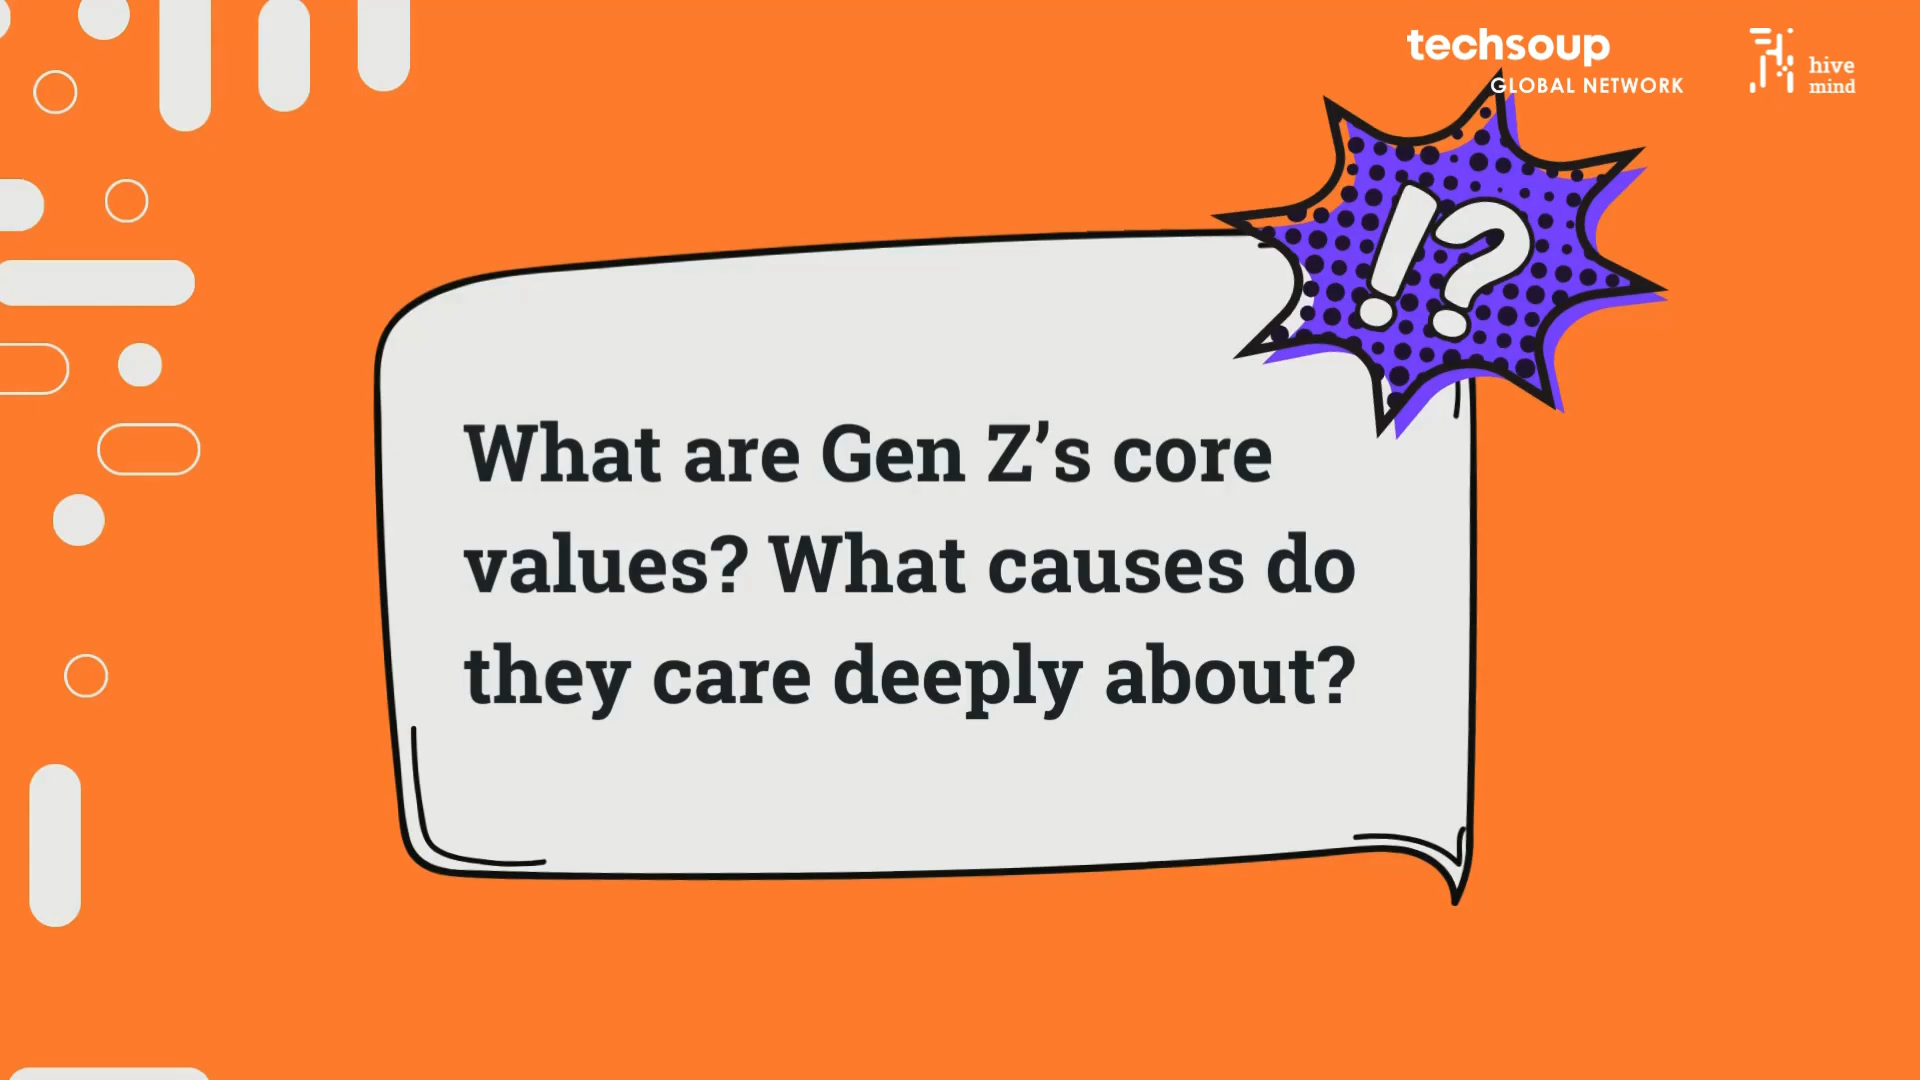 techsoup
GLOBAL NETWORK
hive
mind
!?
What are Gen Z’s core
values? What causes do
they care deeply about?